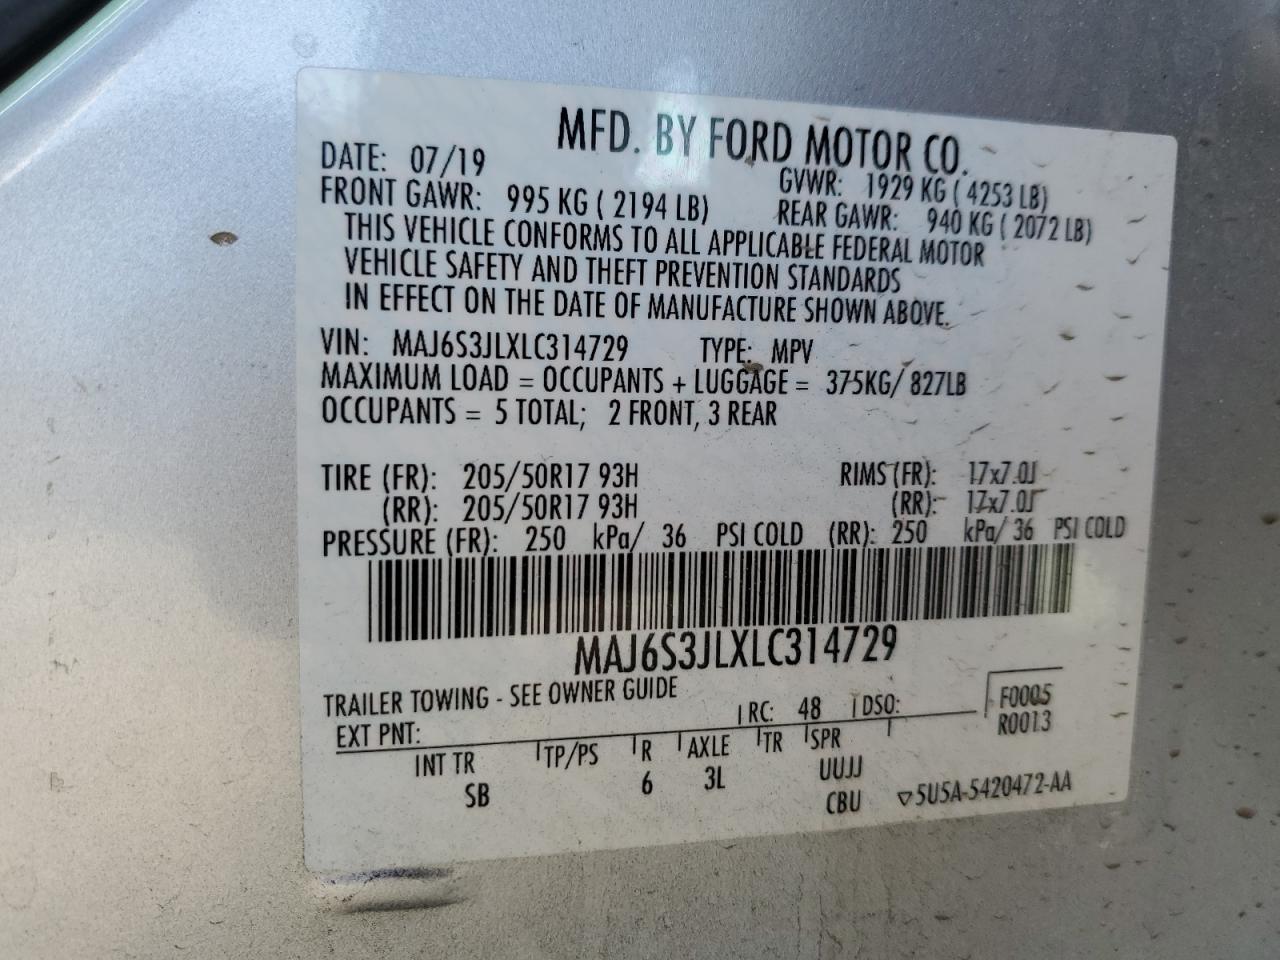 MFD. BY FORD MOTOR CO.
DATE: 07/19 GVWR: 1929 KG ( 4253 LB)
FRONT GAWR: 995 KG ( 2194 LB) REAR GAWR: 940 KG ( 2072 LB)
THIS VEHICLE CONFORMS TO ALL APPLICABLE FEDERAL MOTOR
VEHICLE SAFETY AND THEFT PREVENTION STANDARDS
IN EFFECT ON THE DATE OF MANUFACTURE SHOWN ABOVE.
VIN: MAJ6S3JLXLC314729 TYPE: MPV
MAXIMUM LOAD = OCCUPANTS + LUGGAGE = 375KG/ 827LB
OCCUPANTS = 5 TOTAL; 2 FRONT, 3 REAR
TIRE (FR): 205/50R17 93H RIMS (FR): 17x7.0J
(RR): 205/50R17 93H (RR): 17x7.0J
PRESSURE (FR): 250 kPa/ 36 PSI COLD (RR): 250 kPa/ 36 PSI COLD
MAJ6S3JLXLC314729
TRAILER TOWING - SEE OWNER GUIDE
EXT PNT: RC: 48 DSO: F0005
R0013
INT TR TP/PS R AXLE TR SPR
SB 6 3L UUJJ
CBU ▽5U5A-5420472-AA